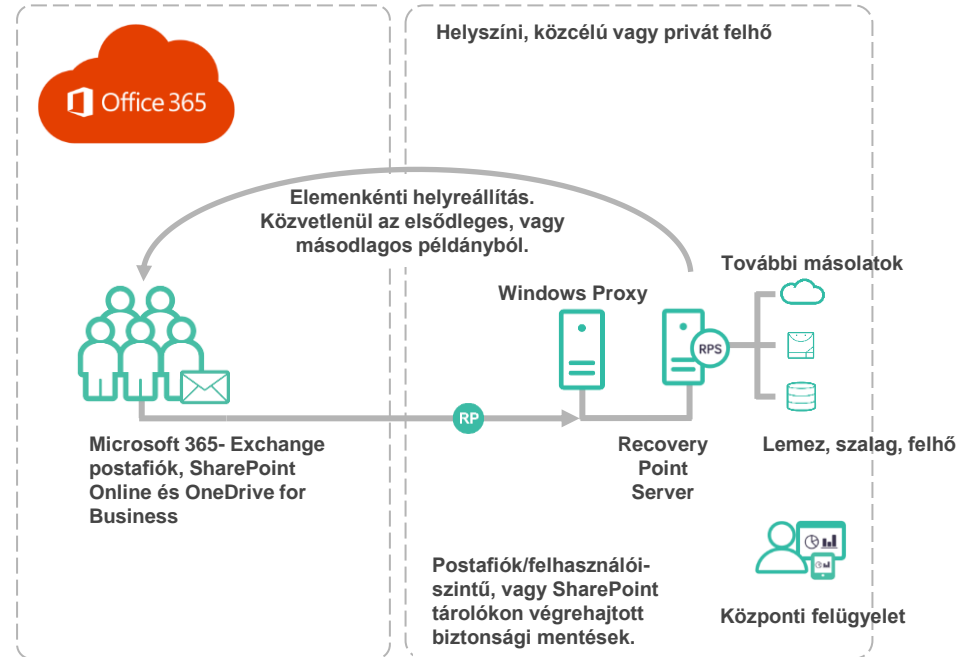 Office 365
Helyszíni, közcélú vagy privát felhő
Elemenkénti helyreállítás.
Közvetlenül az elsődleges, vagy
másodlagos példányból.
További másolatok
Windows Proxy
RPS
RP
Microsoft 365- Exchange
postafiók, SharePoint
Online és OneDrive for
Business
Recovery
Point
Server
Lemez, szalag, felhő
Postafiók/felhasználói-
szintű, vagy SharePoint
tárolókon végrehajtott
biztonsági mentések.
Központi felügyelet